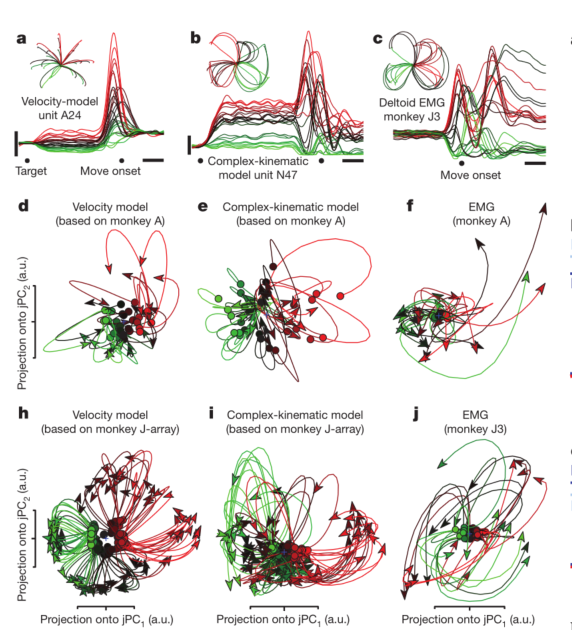 a
b
c
Velocity-model
unit A24
Deltoid EMG
monkey J3
Target
Move onset
Complex-kinematic
model unit N47
Move onset
d
Velocity model
(based on monkey A)
e
Complex-kinematic model
(based on monkey A)
f
EMG
(monkey A)
Projection onto jPC2 (a.u.)
h
Velocity model
(based on monkey J-array)
i
Complex-kinematic model
(based on monkey J-array)
j
EMG
(monkey J3)
Projection onto jPC2 (a.u.)
Projection onto jPC1 (a.u.)
Projection onto jPC1 (a.u.)
Projection onto jPC1 (a.u.)